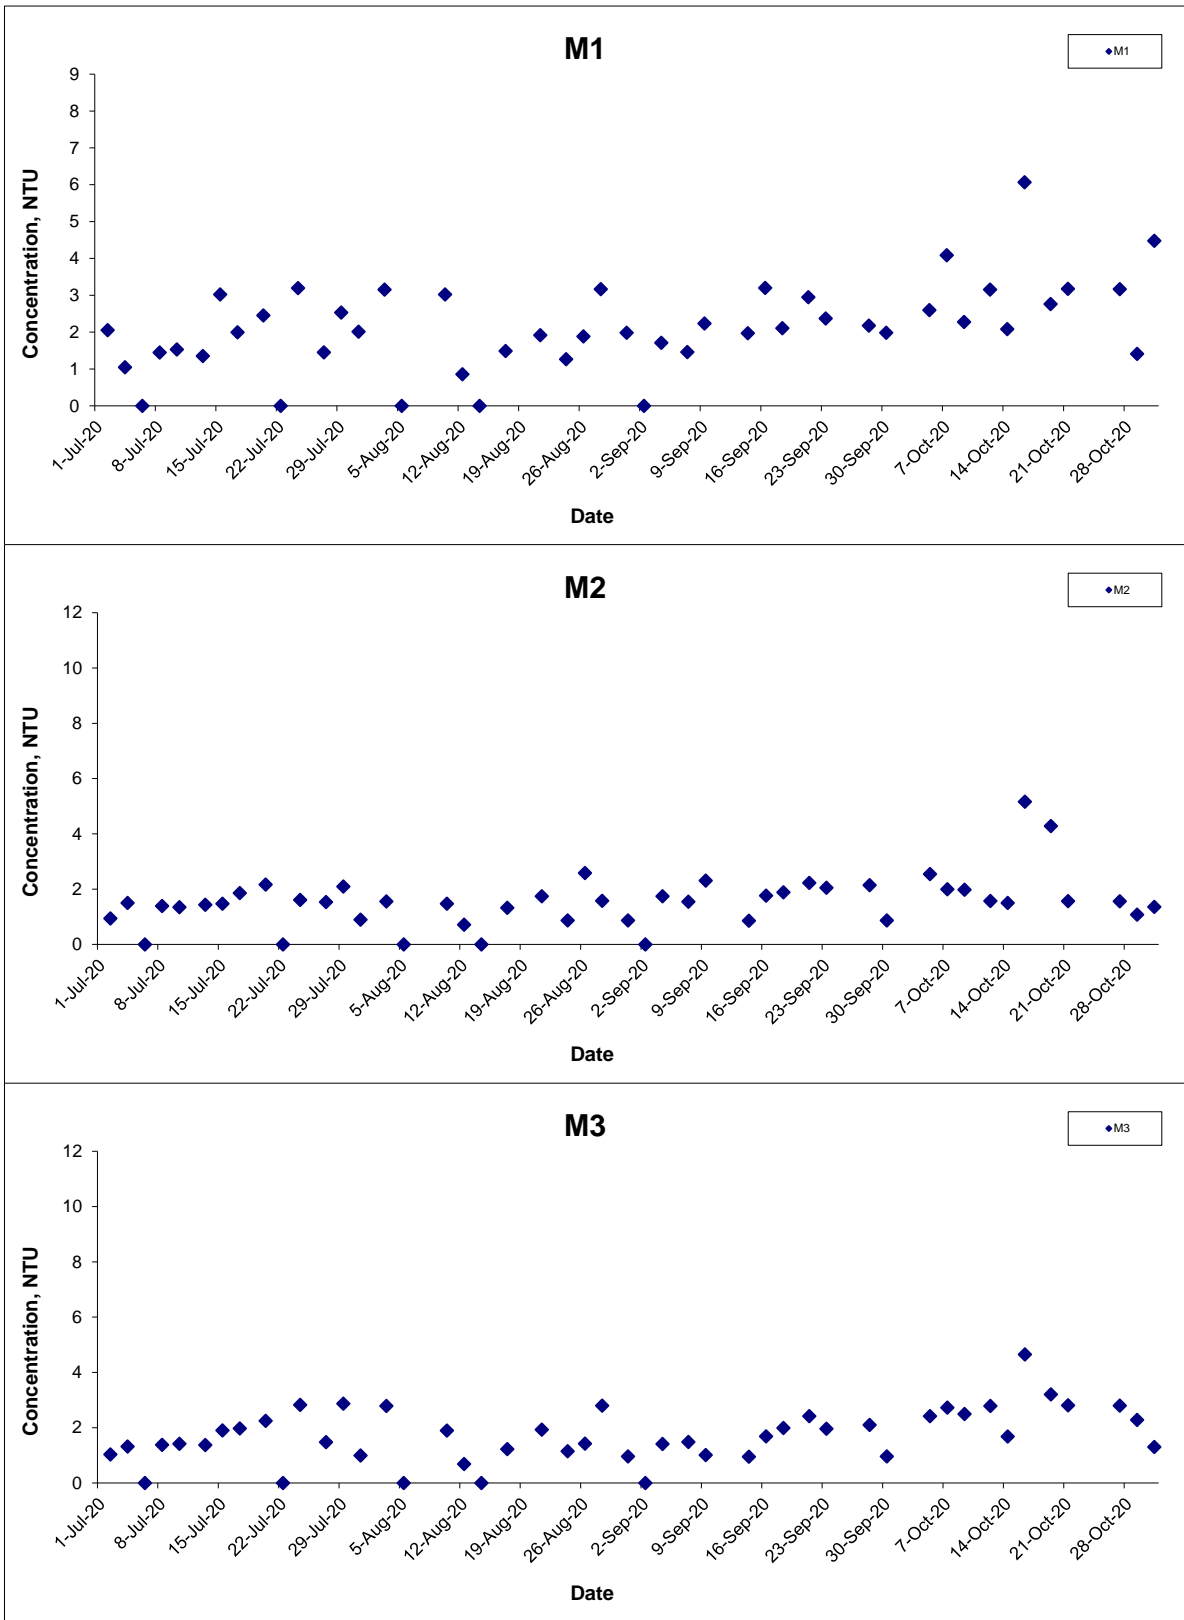 M1
M1
9
8
7
6
5
4
3
2
1
0
Concentration, NTU
1-Jul-20
8-Jul-20
15-Jul-20
22-Jul-20
29-Jul-20
5-Aug-20
12-Aug-20
19-Aug-20
26-Aug-20
2-Sep-20
9-Sep-20
16-Sep-20
23-Sep-20
30-Sep-20
7-Oct-20
14-Oct-20
21-Oct-20
28-Oct-20
Date
M2
M2
12
10
8
6
4
2
0
Concentration, NTU
1-Jul-20
8-Jul-20
15-Jul-20
22-Jul-20
29-Jul-20
5-Aug-20
12-Aug-20
19-Aug-20
26-Aug-20
2-Sep-20
9-Sep-20
16-Sep-20
23-Sep-20
30-Sep-20
7-Oct-20
14-Oct-20
21-Oct-20
28-Oct-20
Date
M3
M3
12
10
8
6
4
2
0
Concentration, NTU
1-Jul-20
8-Jul-20
15-Jul-20
22-Jul-20
29-Jul-20
5-Aug-20
12-Aug-20
19-Aug-20
26-Aug-20
2-Sep-20
9-Sep-20
16-Sep-20
23-Sep-20
30-Sep-20
7-Oct-20
14-Oct-20
21-Oct-20
28-Oct-20
Date